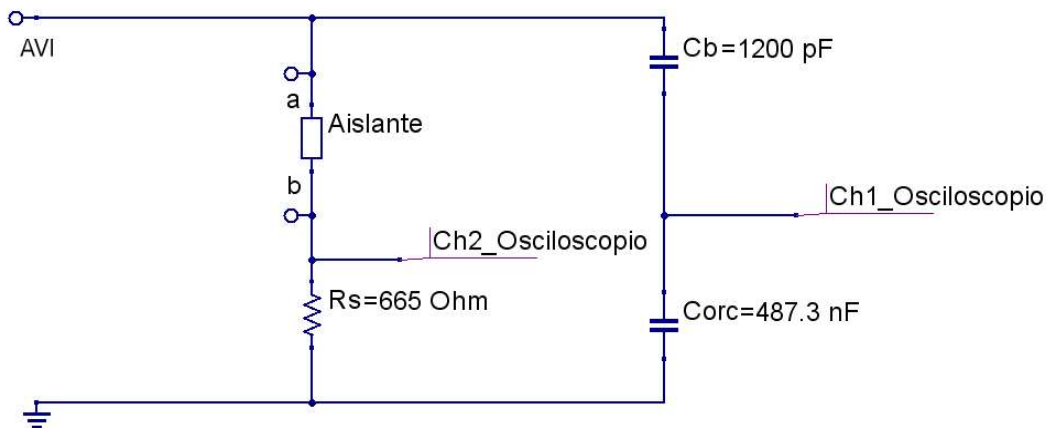 AVI
Cb=1200 pF
a
Aislante
b
Ch1_Osciloscopio
Ch2_Osciloscopio
Rs=665 Ohm
Corc=487.3 nF